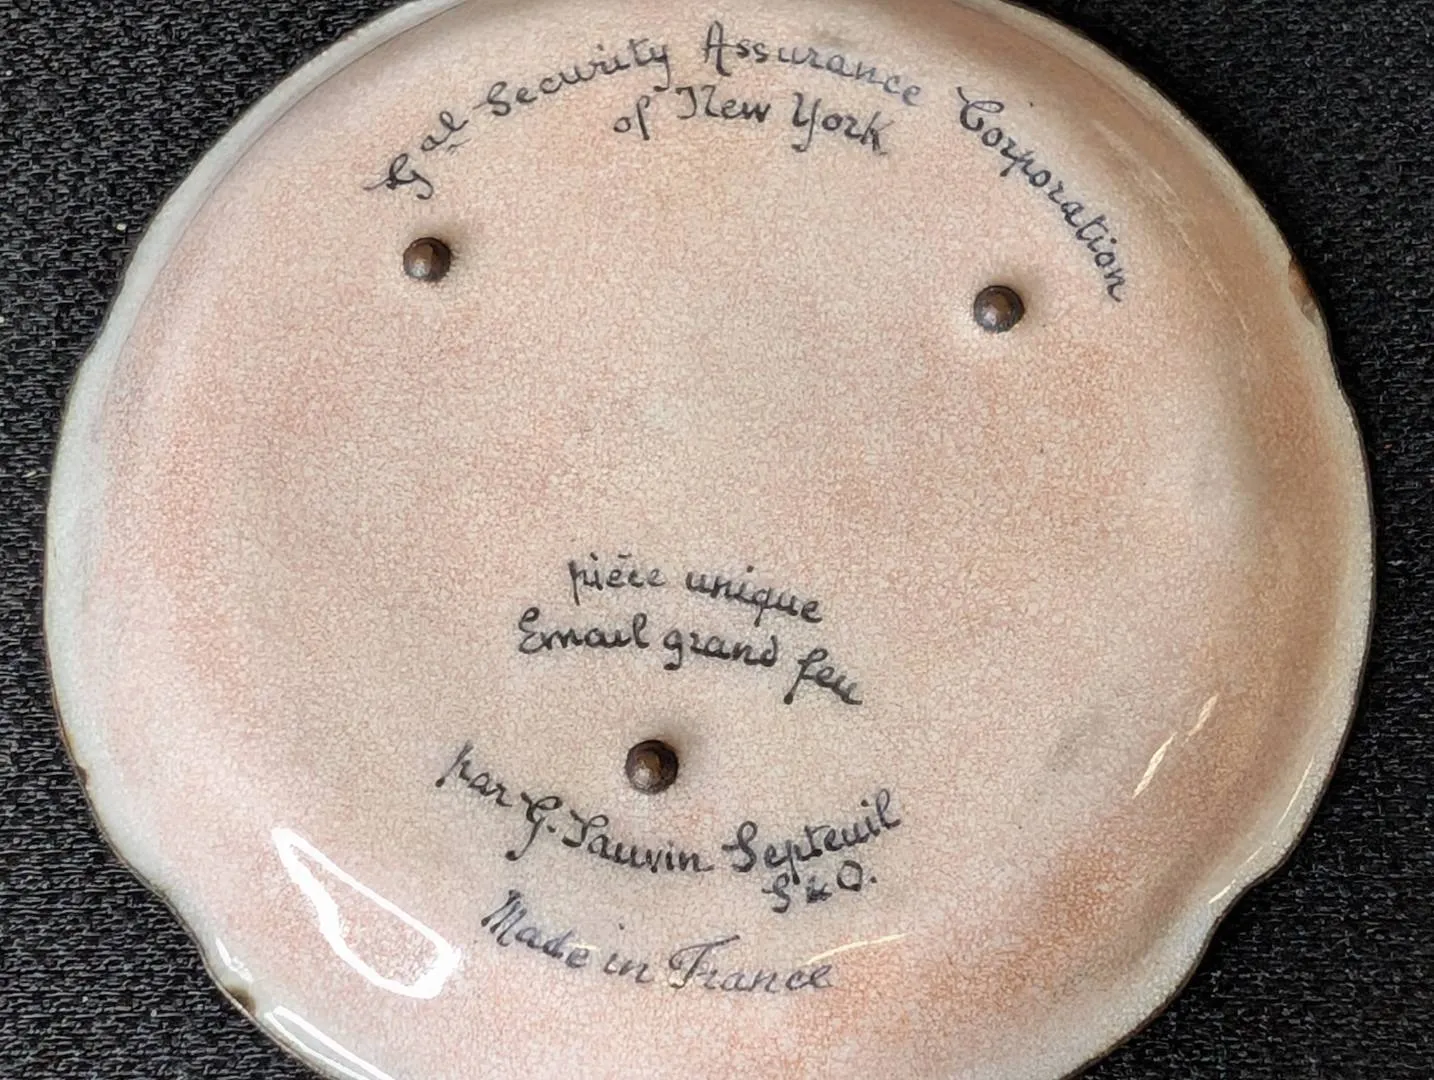 Gal Security Assurance Corporation
of New York
pièce unique
Email grand feu
par G. Sauvin Septeuil
S & O.
Made in France